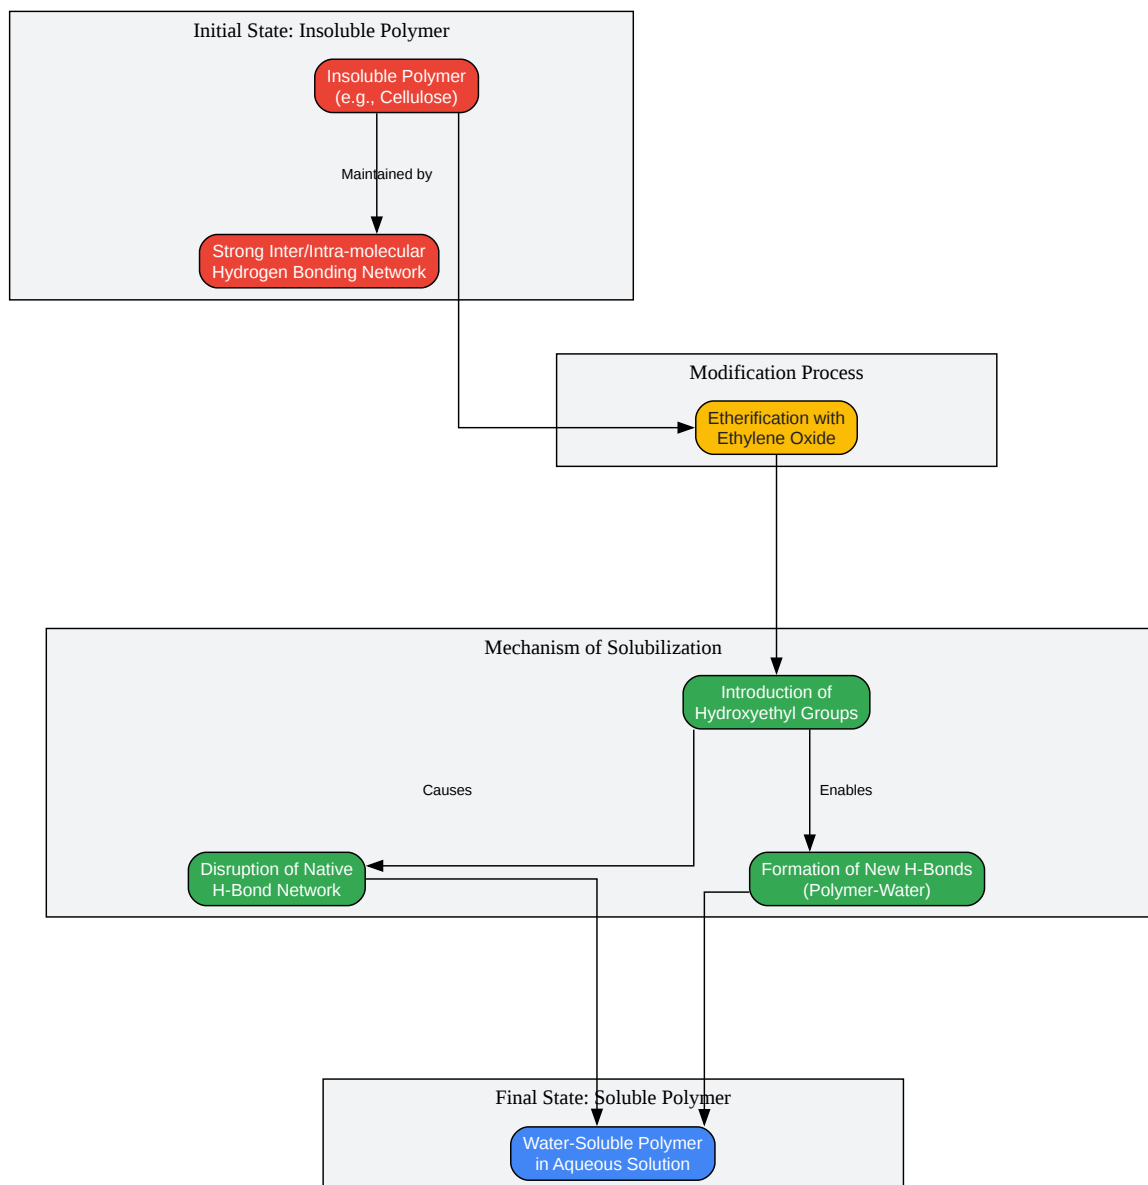 Initial State: Insoluble Polymer
Insoluble Polymer
(e.g., Cellulose)
Maintained by
Strong Inter/Intra-molecular
Hydrogen Bonding Network
Modification Process
Etherification with
Ethylene Oxide
Mechanism of Solubilization
Introduction of
Hydroxyethyl Groups
Causes
Enables
Disruption of Native
H-Bond Network
Formation of New H-Bonds
(Polymer-Water)
Final State: Soluble Polymer
Water-Soluble Polymer
in Aqueous Solution